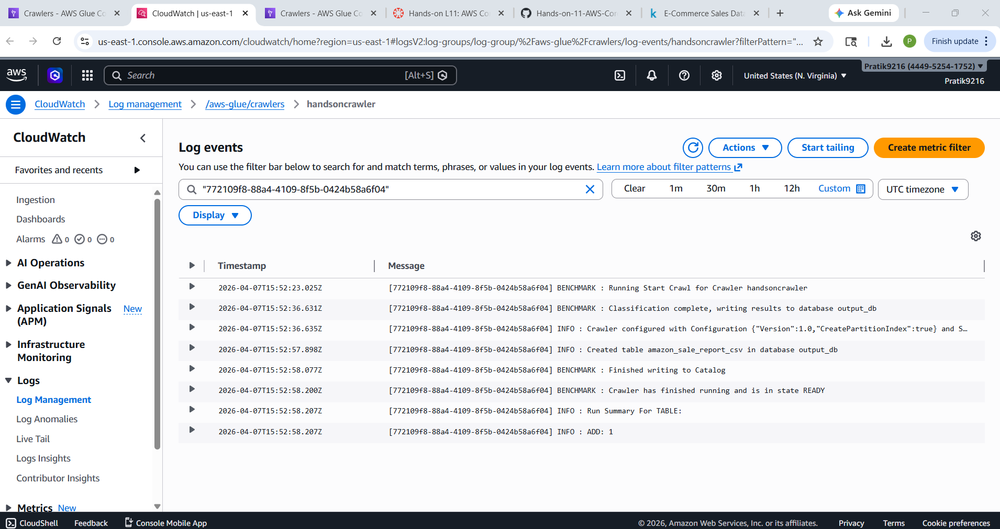 Crawlers - AWS Glue Co
CloudWatch | us-east-1
Crawlers - AWS Glue Co
Hands-on L11: AWS Co
Hands-on-11-AWS-Cor
E-Commerce Sales Data
Ask Gemini
us-east-1.console.aws.amazon.com/cloudwatch/home?region=us-east-1#logsV2:log-groups/log-group/%2Faws-glue%2Fcrawlers/log-events/handsoncrawler?filterPattern="...
P
Finish update
aws
Search
[Alt+S]
United States (N. Virginia)
Pratik9216 (4449-5254-1752)
Pratik9216
CloudWatch
Log management
/aws-glue/crawlers
handsoncrawler
CloudWatch
Favorites and recents
Ingestion
Dashboards
Alarms 0 0 0
AI Operations
GenAI Observability
Application Signals New
(APM)
Infrastructure
Monitoring
Logs
Log Management
Log Anomalies
Live Tail
Logs Insights
Contributor Insights
Metrics New
Log events
Actions
Start tailing
Create metric filter
You can use the filter bar below to search for and match terms, phrases, or values in your log events. Learn more about filter patterns
"772109f8-88a4-4109-8f5b-0424b58a6f04"
Clear 1m 30m 1h 12h Custom
UTC timezone
Display
Timestamp Message
2026-04-07T15:52:23.025Z [772109f8-88a4-4109-8f5b-0424b58a6f04] BENCHMARK : Running Start Crawl for Crawler handsoncrawler
2026-04-07T15:52:36.631Z [772109f8-88a4-4109-8f5b-0424b58a6f04] BENCHMARK : Classification complete, writing results to database output_db
2026-04-07T15:52:36.635Z [772109f8-88a4-4109-8f5b-0424b58a6f04] INFO : Crawler configured with Configuration {"Version":1.0,"CreatePartitionIndex":true} and S...
2026-04-07T15:52:57.898Z [772109f8-88a4-4109-8f5b-0424b58a6f04] INFO : Created table amazon_sale_report_csv in database output_db
2026-04-07T15:52:58.077Z [772109f8-88a4-4109-8f5b-0424b58a6f04] BENCHMARK : Finished writing to Catalog
2026-04-07T15:52:58.200Z [772109f8-88a4-4109-8f5b-0424b58a6f04] BENCHMARK : Crawler has finished running and is in state READY
2026-04-07T15:52:58.207Z [772109f8-88a4-4109-8f5b-0424b58a6f04] INFO : Run Summary For TABLE:
2026-04-07T15:52:58.207Z [772109f8-88a4-4109-8f5b-0424b58a6f04] INFO : ADD: 1
CloudShell
Feedback
Console Mobile App
© 2026, Amazon Web Services, Inc. or its affiliates.
Privacy
Terms
Cookie preferences